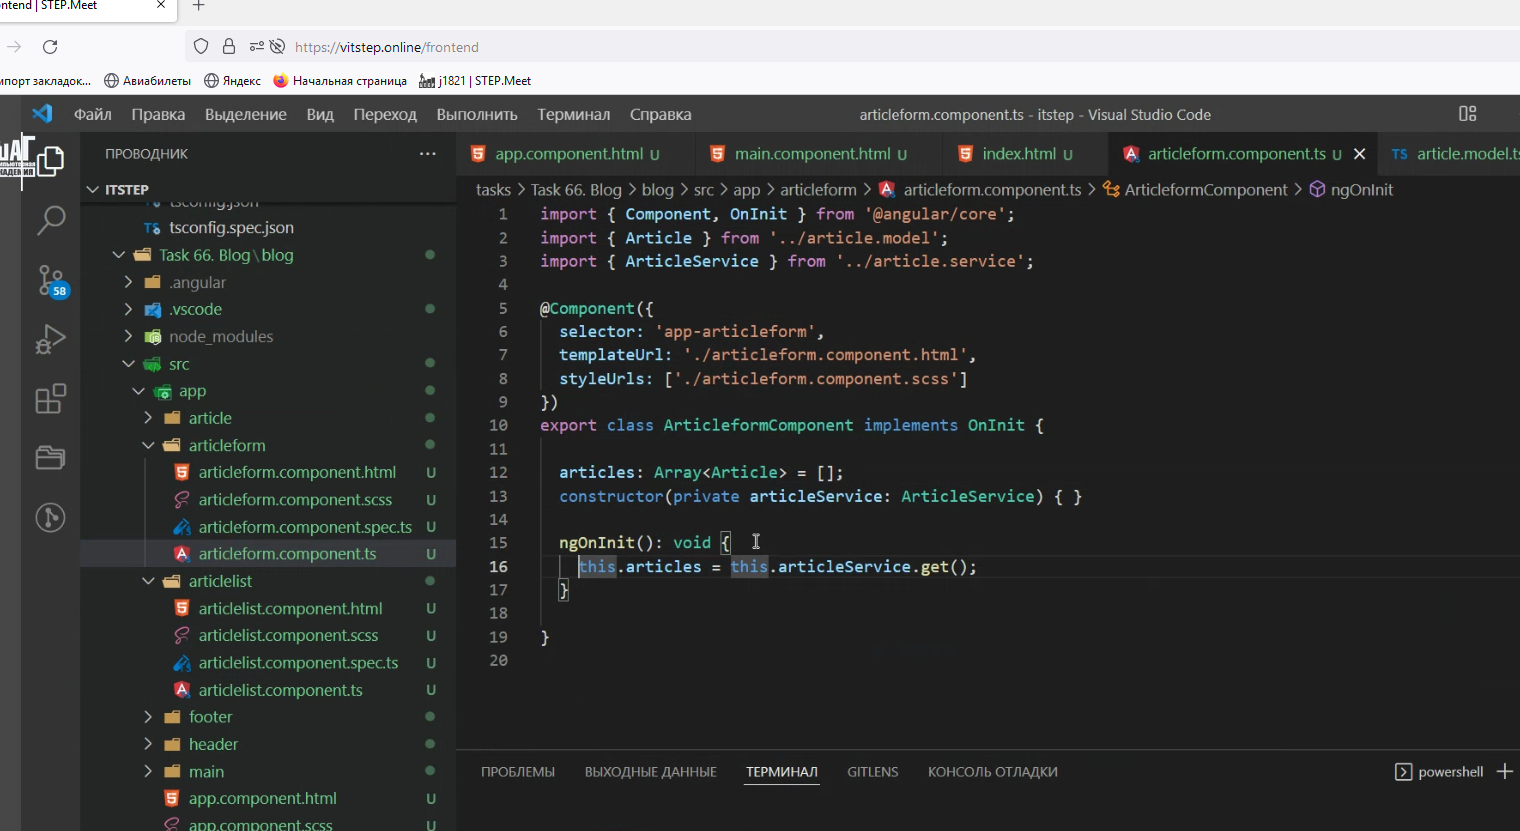 ntend | STEP.Meet
https://vitstep.online/frontend
мпорт закладок...
Авиабилеты
Яндекс
Начальная страница
j1821 | STEP.Meet
Файл
Правка
Выделение
Вид
Переход
Выполнить
Терминал
Справка
articleform.component.ts - itstep - Visual Studio Code
ПРОВОДНИК
...
app.component.html U
main.component.html U
index.html U
articleform.component.ts U
TS article.model.ts
tasks > Task 66. Blog > blog > src > app > articleform > articleform.component.ts > ArticleformComponent > ngOnInit
58
ITSTEP
tsconfig.json
TS tsconfig.spec.json
Task 66. Blog\blog
.angular
.vscode
node_modules
src
app
article
articleform
articleform.component.html U
articleform.component.scss U
articleform.component.spec.ts U
articleform.component.ts U
articlelist
articlelist.component.html U
articlelist.component.scss U
articlelist.component.spec.ts U
articlelist.component.ts U
footer
header
main
app.component.html U
app.component.scss U
1 import { Component, OnInit } from '@angular/core';
2 import { Article } from '../article.model';
3 import { ArticleService } from '../article.service';
4
5 @Component({
6 selector: 'app-articleform',
7 templateUrl: './articleform.component.html',
8 styleUrls: ['./articleform.component.scss']
9 })
10 export class ArticleformComponent implements OnInit {
11
12 articles: Array<Article> = [];
13 constructor(private articleService: ArticleService) { }
14
15 ngOnInit(): void {
16 this.articles = this.articleService.get();
17 }
18
19 }
20
ПРОБЛЕМЫ
ВЫХОДНЫЕ ДАННЫЕ
ТЕРМИНАЛ
GITLENS
КОНСОЛЬ ОТЛАДКИ
powershell